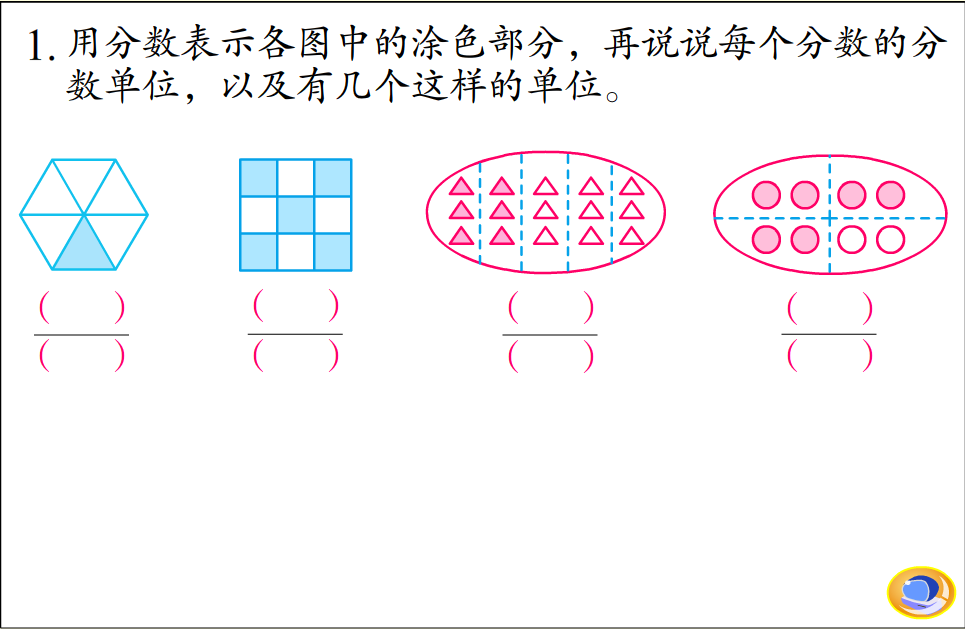 1. 用分数表示各图中的涂色部分，再说说每个分数的分
数单位，以及有几个这样的单位。
(　　) (　　) (　　) (　　)
(　　) (　　) (　　) (　　)